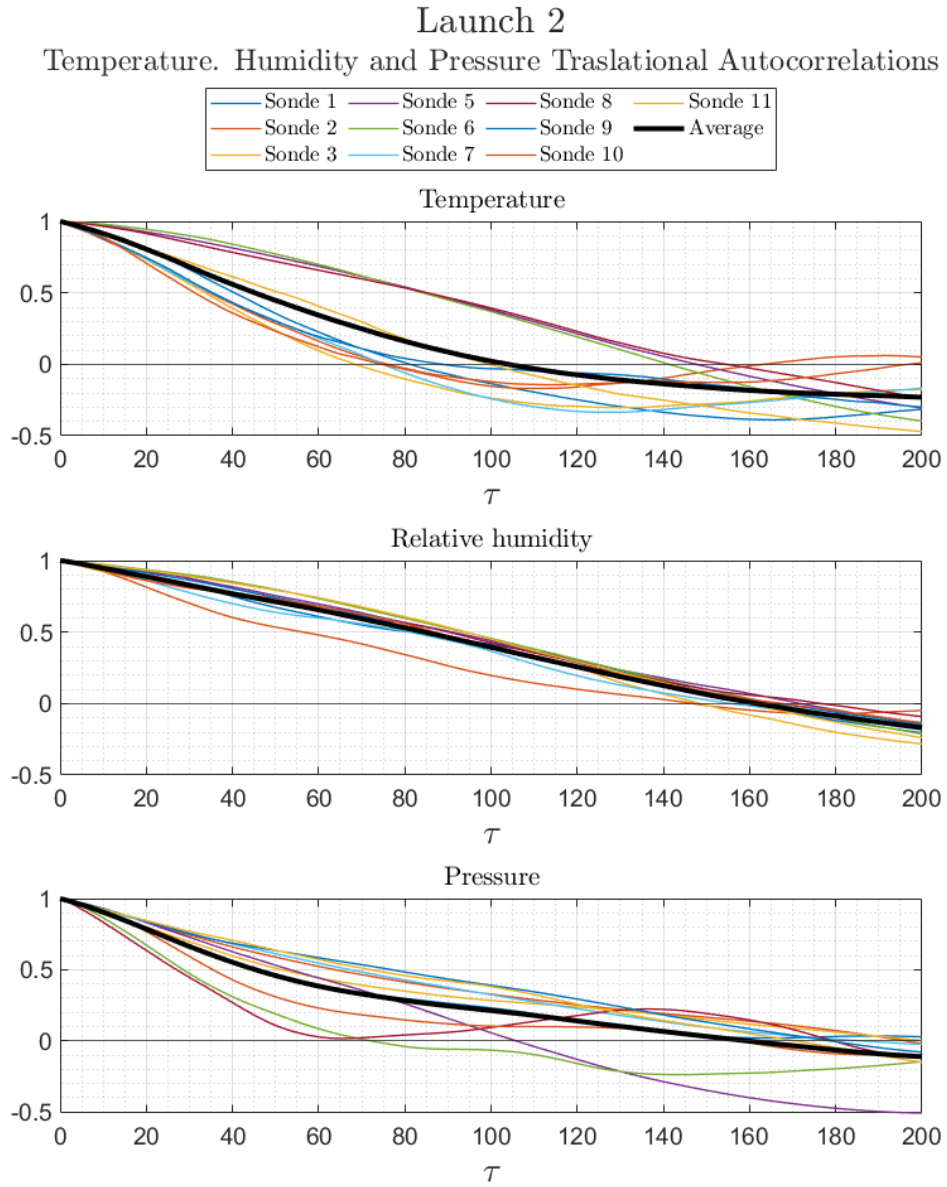 Launch 2
Temperature. Humidity and Pressure Traslational Autocorrelations
Sonde 1 Sonde 5 Sonde 8 Sonde 11
Sonde 2 Sonde 6 Sonde 9 Average
Sonde 3 Sonde 7 Sonde 10
Temperature
1
0.5
0
-0.5
0 20 40 60 80 100 120 140 160 180 200
τ
Relative humidity
1
0.5
0
-0.5
0 20 40 60 80 100 120 140 160 180 200
τ
Pressure
1
0.5
0
-0.5
0 20 40 60 80 100 120 140 160 180 200
τ